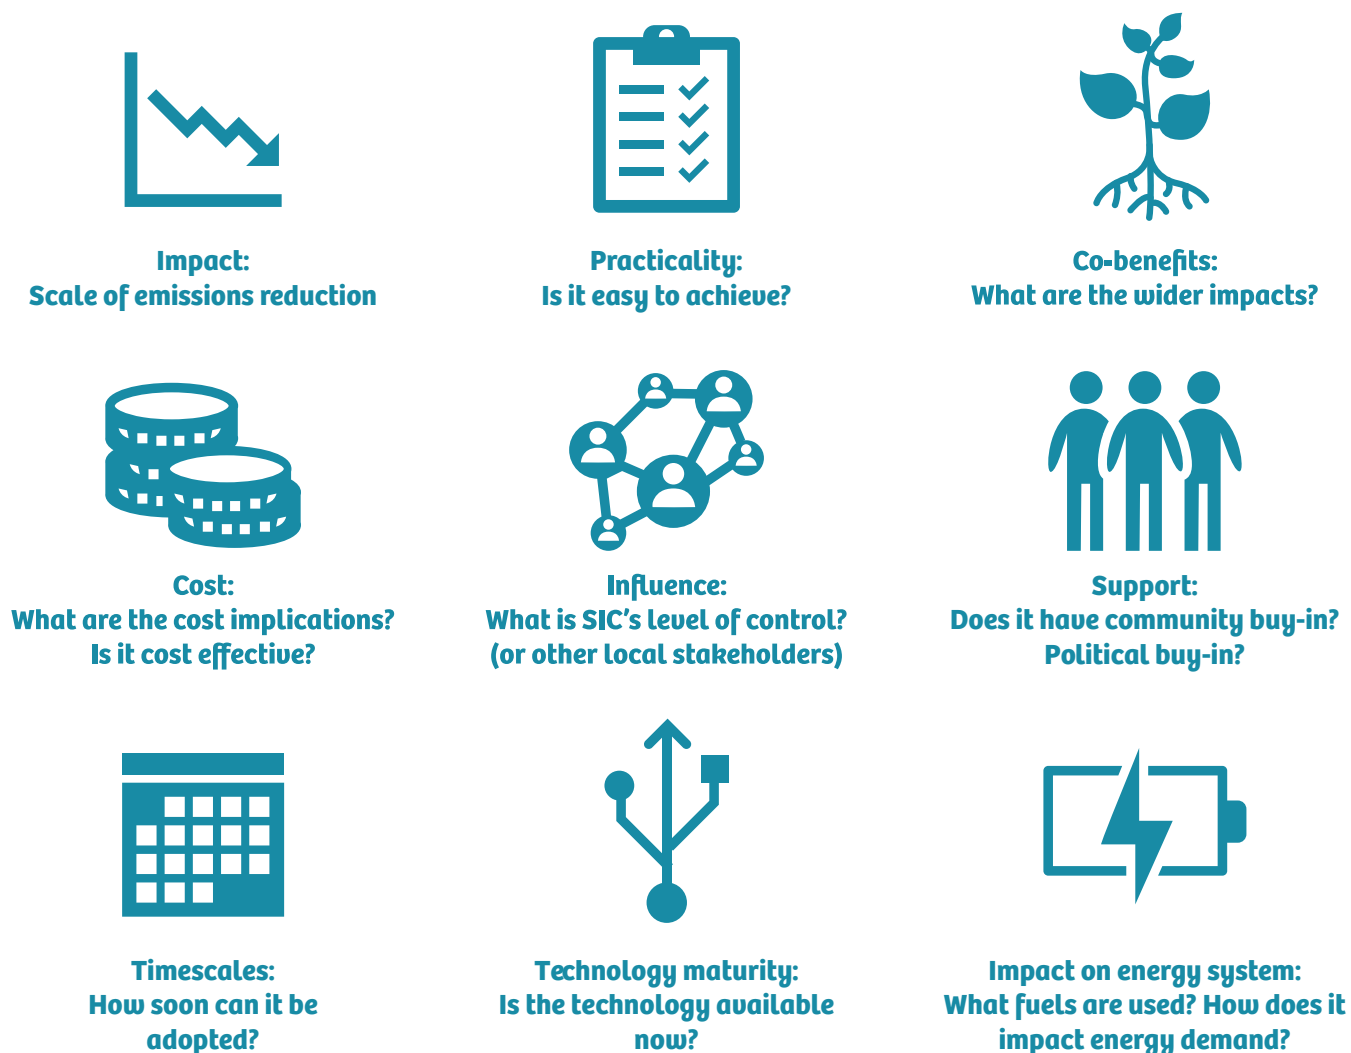 Impact:
Scale of emissions reduction
Practicality:
Is it easy to achieve?
Co-benefits:
What are the wider impacts?
Cost:
What are the cost implications?
Is it cost effective?
Influence:
What is SIC's level of control?
(or other local stakeholders)
Support:
Does it have community buy-in?
Political buy-in?
Timescales:
How soon can it be
adopted?
Technology maturity:
Is the technology available
now?
Impact on energy system:
What fuels are used? How does it
impact energy demand?